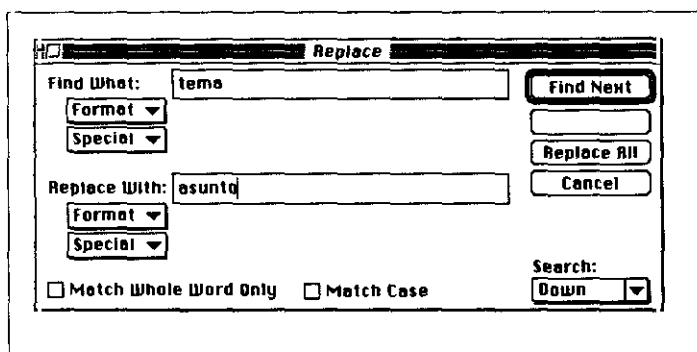 Replace
Find What: tema
Find Next
Format
Special
Replace All
Replace With: asunto
Cancel
Format
Special
Search:
Match Whole Word Only Match Case
Down